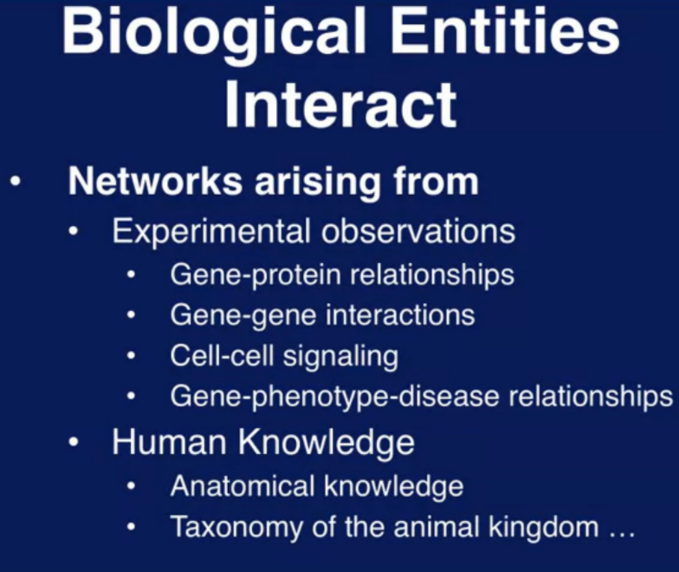 Biological Entities
Interact
• Networks arising from
• Experimental observations
• Gene-protein relationships
• Gene-gene interactions
• Cell-cell signaling
• Gene-phenotype-disease relationships
• Human Knowledge
• Anatomical knowledge
• Taxonomy of the animal kingdom …